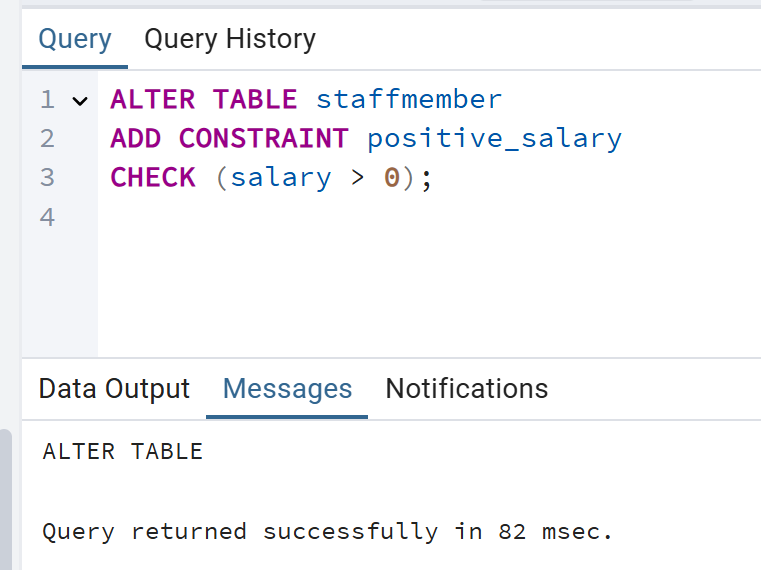 Query Query History
1 ALTER TABLE staffmember
2 ADD CONSTRAINT positive_salary
3 CHECK (salary > 0);
4
Data Output Messages Notifications
ALTER TABLE
Query returned successfully in 82 msec.